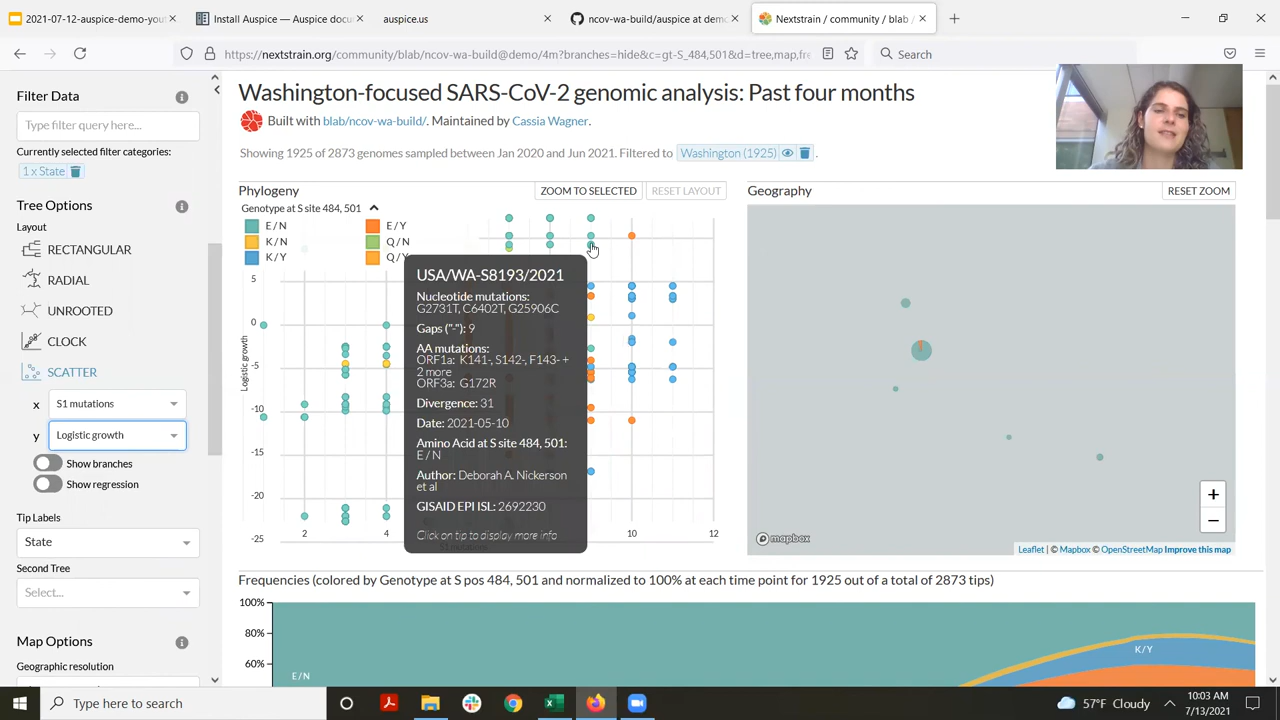 2021-07-12-auspice-demo-yout
Install Auspice — Auspice docu
auspice.us
ncov-wa-build/auspice at demo
Nextstrain / community / blab /
https://nextstrain.org/community/blab/ncov-wa-build@demo/4m?branches=hide&c=gt-S_484,501&d=tree,map,fre
Search
Filter Data
Type filter query here...
Currently selected filter categories:
1 x State
Tree Options
Layout
RECTANGULAR
RADIAL
UNROOTED
CLOCK
SCATTER
x
S1 mutations
y
Logistic growth
Show branches
Show regression
Tip Labels
State
Second Tree
Select...
Map Options
Geographic resolution
Washington-focused SARS-CoV-2 genomic analysis: Past four months
Built with blab/ncov-wa-build/. Maintained by Cassia Wagner.
Showing 1925 of 2873 genomes sampled between Jan 2020 and Jun 2021. Filtered to Washington (1925) .
Phylogeny
ZOOM TO SELECTED
RESET LAYOUT
Genotype at S site 484, 501
E / N
E / Y
K / N
Q / N
K / Y
Q / Y
5
0
-5
-10
-15
-20
-25
Logistic growth
2
4
10
12
USA/WA-S8193/2021
Nucleotide mutations:
G2731T, C6402T, G25906C
Gaps ("-"): 9
AA mutations:
ORF1a: K141-, S142-, F143- +
2 more
ORF3a: G172R
Divergence: 31
Date: 2021-05-10
Amino Acid at S site 484, 501:
E / N
Author: Deborah A. Nickerson
et al
GISAID EPI ISL: 2692230
Click on tip to display more info
Geography
RESET ZOOM
+
−
mapbox
Leaflet | © Mapbox © OpenStreetMap Improve this map
Frequencies (colored by Genotype at S pos 484, 501 and normalized to 100% at each time point for 1925 out of a total of 2873 tips)
100%
80%
60%
E / N
K / Y
Type here to search
57°F Cloudy
10:03 AM
7/13/2021